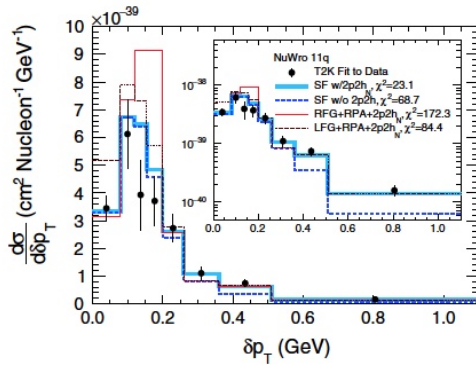 ×10⁻³⁹
10
9
8
7
6
5
4
3
2
1
0
dσ/dδp_T (cm² Nucleon⁻¹ GeV⁻¹)
0.0 0.2 0.4 0.6 0.8 1.0
δp_T (GeV)
NuWro 11q
T2K Fit to Data
SF w/2p2h_N, χ²=23.1
SF w/o 2p2h, χ²=68.7
RFG+RPA+2p2h_N, χ²=172.3
LFG+RPA+2p2h_N, χ²=84.4
10⁻³⁸
10⁻³⁹
10⁻⁴⁰
0.0 0.2 0.4 0.6 0.8 1.0